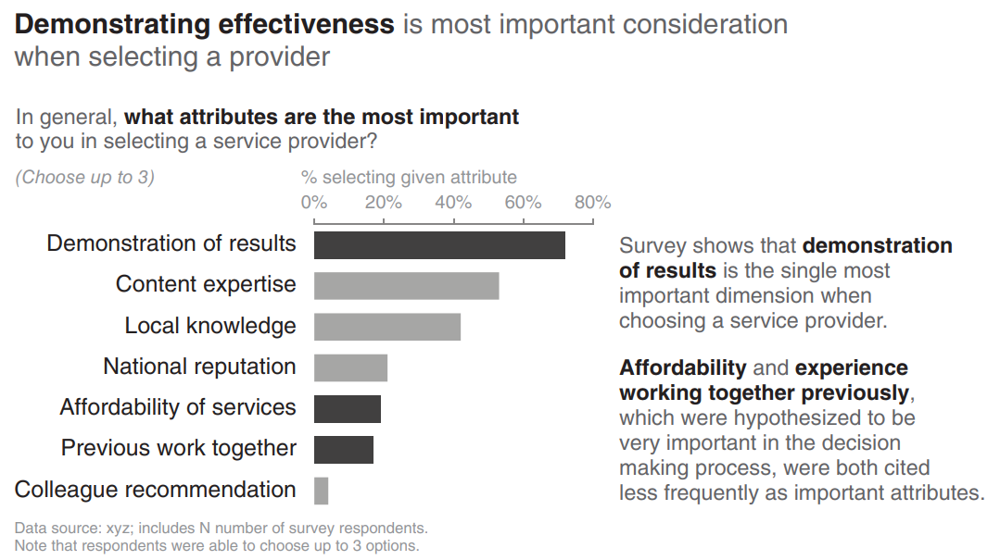 Demonstrating effectiveness is most important consideration
when selecting a provider
In general, what attributes are the most important
to you in selecting a service provider?
(Choose up to 3)
% selecting given attribute
0% 20% 40% 60% 80%
Demonstration of results
Content expertise
Local knowledge
National reputation
Affordability of services
Previous work together
Colleague recommendation
Survey shows that demonstration
of results is the single most
important dimension when
choosing a service provider.
Affordability and experience
working together previously,
which were hypothesized to be
very important in the decision
making process, were both cited
less frequently as important attributes.
Data source: xyz; includes N number of survey respondents.
Note that respondents were able to choose up to 3 options.